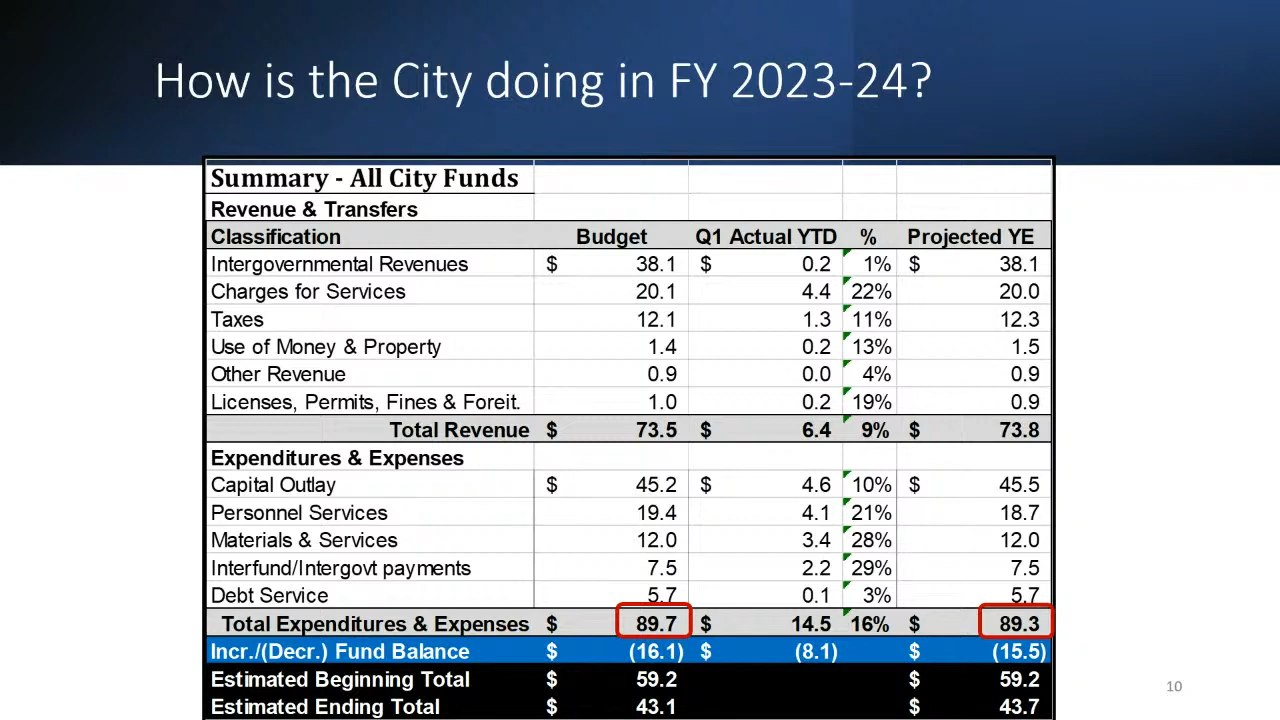 How is the City doing in FY 2023-24?
Summary - All City Funds
Revenue & Transfers
Classification Budget Q1 Actual YTD % Projected YE
Intergovernmental Revenues $ 38.1 $ 0.2 1% $ 38.1
Charges for Services 20.1 4.4 22% 20.0
Taxes 12.1 1.3 11% 12.3
Use of Money & Property 1.4 0.2 13% 1.5
Other Revenue 0.9 0.0 4% 0.9
Licenses, Permits, Fines & Foreit. 1.0 0.2 19% 0.9
Total Revenue $ 73.5 $ 6.4 9% $ 73.8
Expenditures & Expenses
Capital Outlay $ 45.2 $ 4.6 10% $ 45.5
Personnel Services 19.4 4.1 21% 18.7
Materials & Services 12.0 3.4 28% 12.0
Interfund/Intergovt payments 7.5 2.2 29% 7.5
Debt Service 5.7 0.1 3% 5.7
Total Expenditures & Expenses $ 89.7 $ 14.5 16% $ 89.3
Incr./(Decr.) Fund Balance $ (16.1) $ (8.1) $ (15.5)
Estimated Beginning Total $ 59.2 $ 59.2
Estimated Ending Total $ 43.1 $ 43.7
10